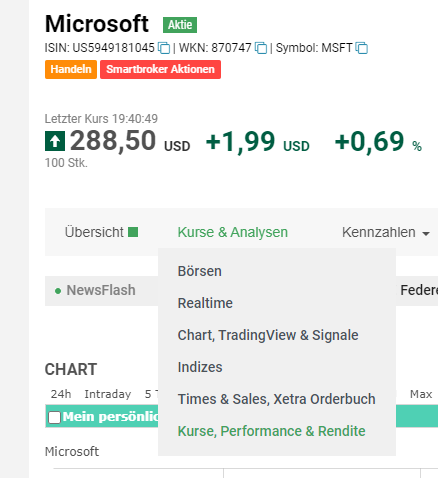 Microsoft Aktie
ISIN: US5949181045 | WKN: 870747 | Symbol: MSFT
Handeln Smartbroker Aktionen
Letzter Kurs 19:40:49
288,50 USD +1,99 USD +0,69 %
100 Stk.
Übersicht Kurse & Analysen Kennzahlen
Börsen
NewsFlash
Realtime
Chart, TradingView & Signale
Indizes
CHART
24h Intraday 5 Max
Times & Sales, Xetra Orderbuch
Mein
Kurse, Performance & Rendite
Microsoft